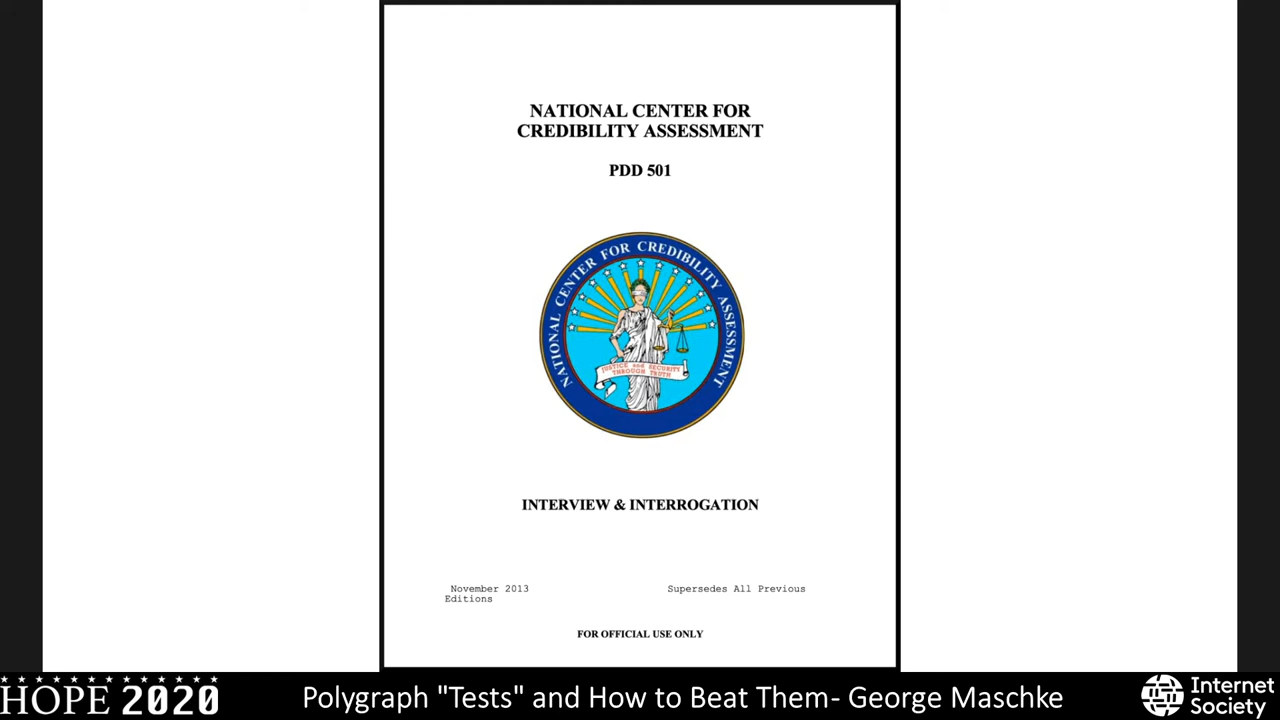 NATIONAL CENTER FOR
CREDIBILITY ASSESSMENT
PDD 501
NATIONAL CENTER FOR CREDIBILITY ASSESSMENT
JUSTICE and SECURITY
THROUGH TRUTH
INTERVIEW & INTERROGATION
November 2013 Supersedes All Previous
Editions
FOR OFFICIAL USE ONLY
HOPE 2020
Polygraph "Tests" and How to Beat Them- George Maschke
Internet
Society